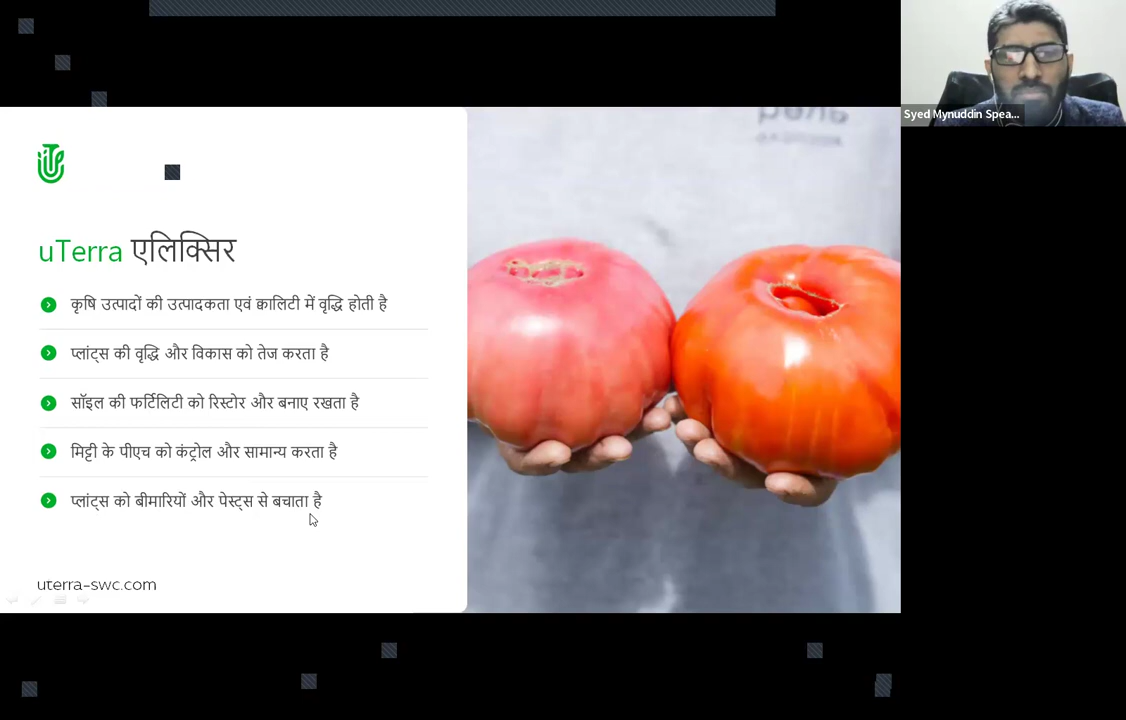 Syed Mynuddin Spea...
uTerra एलिक्सिर
कृषि उत्पादों की उत्पादकता एवं क्वालिटी में वृद्धि होती है
प्लांट्स की वृद्धि और विकास को तेज करता है
सॉइल की फर्टिलिटी को रिस्टोर और बनाए रखता है
मिट्टी के पीएच को कंट्रोल और सामान्य करता है
प्लांट्स को बीमारियों और पेस्ट्स से बचाता है
uterra-swc.com